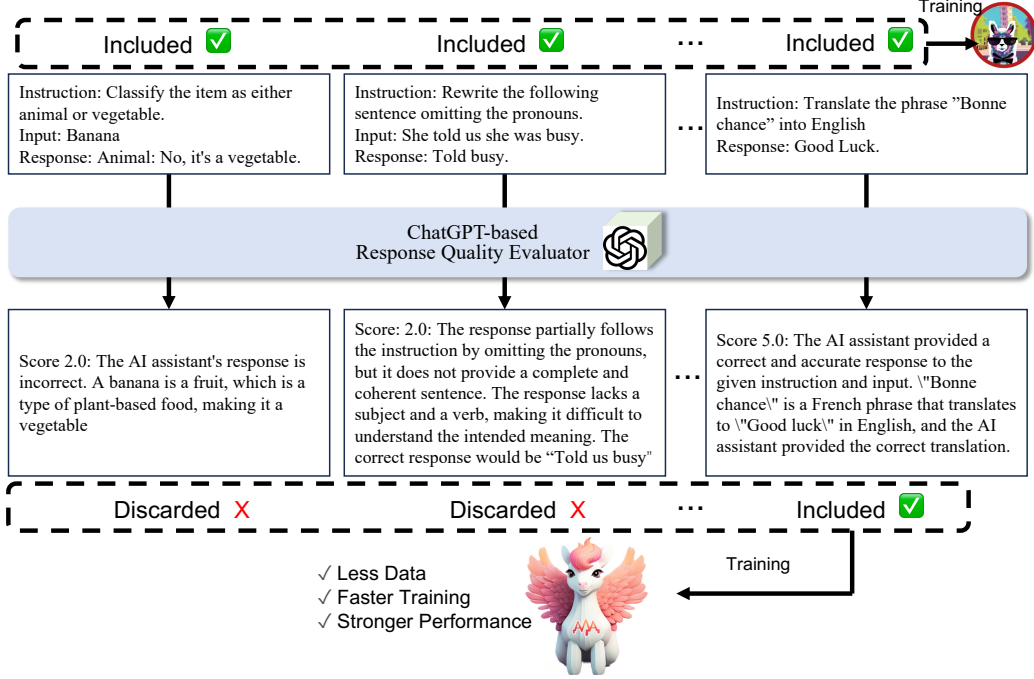 Training
Included ✅ Included ✅ ... Included ✅
Instruction: Classify the item as either
animal or vegetable.
Input: Banana
Response: Animal: No, it's a vegetable.
Instruction: Rewrite the following
sentence omitting the pronouns.
Input: She told us she was busy.
Response: Told busy.
...
Instruction: Translate the phrase ”Bonne
chance” into English
Response: Good Luck.
ChatGPT-based
Response Quality Evaluator
Score 2.0: The AI assistant's response is
incorrect. A banana is a fruit, which is a
type of plant-based food, making it a
vegetable
Score: 2.0: The response partially follows
the instruction by omitting the pronouns,
but it does not provide a complete and
coherent sentence. The response lacks a
subject and a verb, making it difficult to
understand the intended meaning. The
correct response would be “Told us busy"
...
Score 5.0: The AI assistant provided a
correct and accurate response to the
given instruction and input. \"Bonne
chance\" is a French phrase that translates
to \"Good luck\" in English, and the AI
assistant provided the correct translation.
Discarded X Discarded X ... Included ✅
Training
✓ Less Data
✓ Faster Training
✓ Stronger Performance